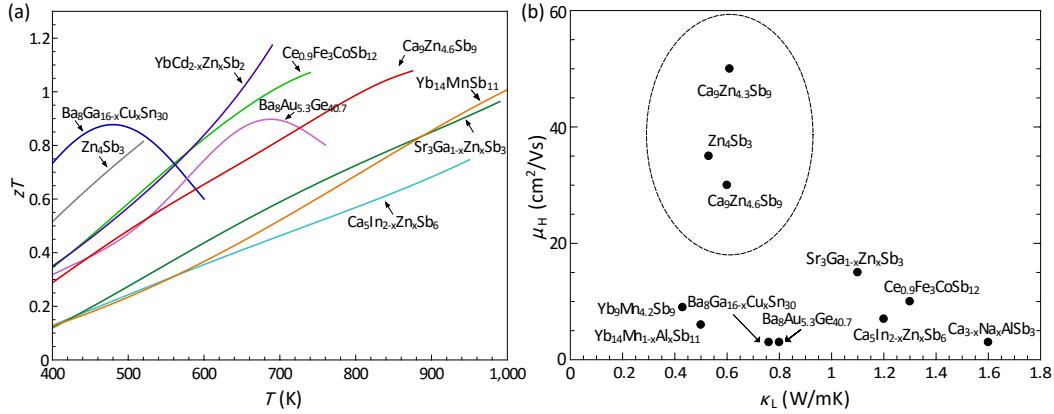 (a)
zT
1.2
1
0.8
0.6
0.4
0.2
0
400 500 600 700 800 900 1,000
T (K)
YbCd2-xZnxSb2
Ce0.9Fe3CoSb12
Ca9Zn4.6Sb9
Yb14MnSb11
Ba8Ga16-xCuxSn30
Ba8Au5.3Ge40.7
Zn4Sb3
Sr3Ga1-xZnxSb3
Ca5In2-xZnxSb6
(b)
μH (cm2/Vs)
60
50
40
30
20
10
0
0 0.2 0.4 0.6 0.8 1.0 1.2 1.4 1.6 1.8
κL (W/mK)
Ca9Zn4.3Sb9
Zn4Sb3
Ca9Zn4.6Sb9
Sr3Ga1-xZnxSb3
Ce0.9Fe3CoSb12
Yb9Mn4.2Sb9
Ba8Ga16-xCuxSn30
Ba8Au5.3Ge40.7
Yb14Mn1-xAlxSb11
Ca5In2-xZnxSb6
Ca3-xNaxAlSb3